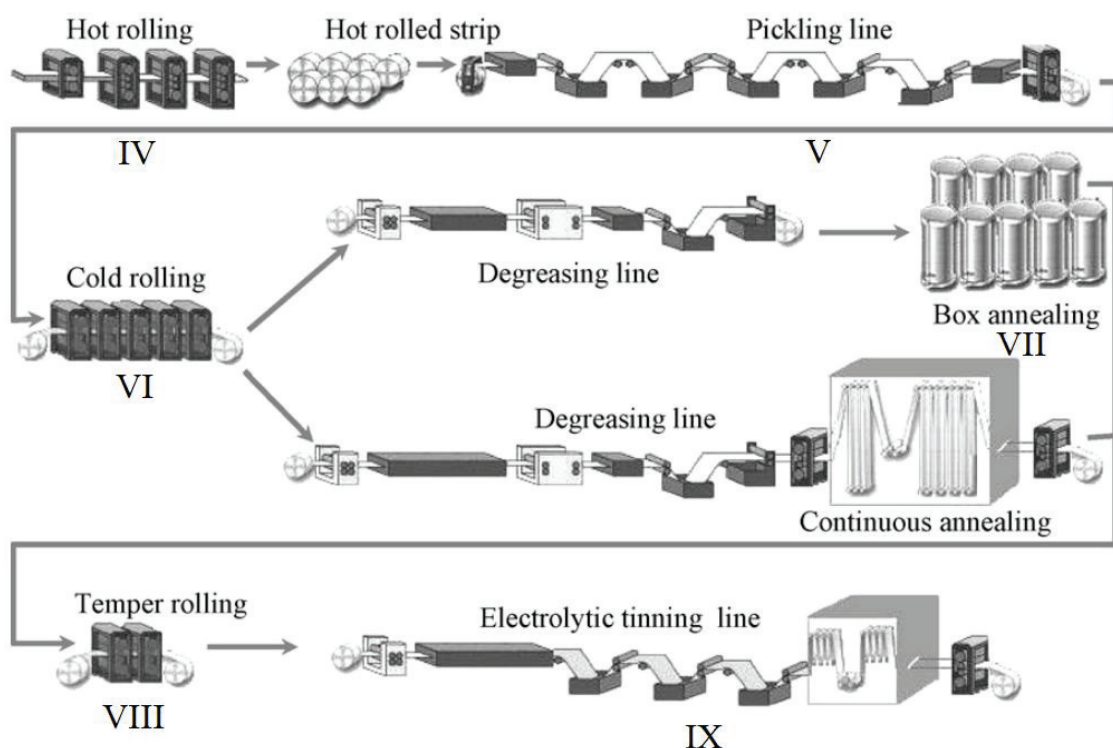 Hot rolling
Hot rolled strip
Pickling line
IV
V
Cold rolling
Degreasing line
Box annealing
VI
VII
Degreasing line
Continuous annealing
Temper rolling
Electrolytic tinning line
VIII
IX